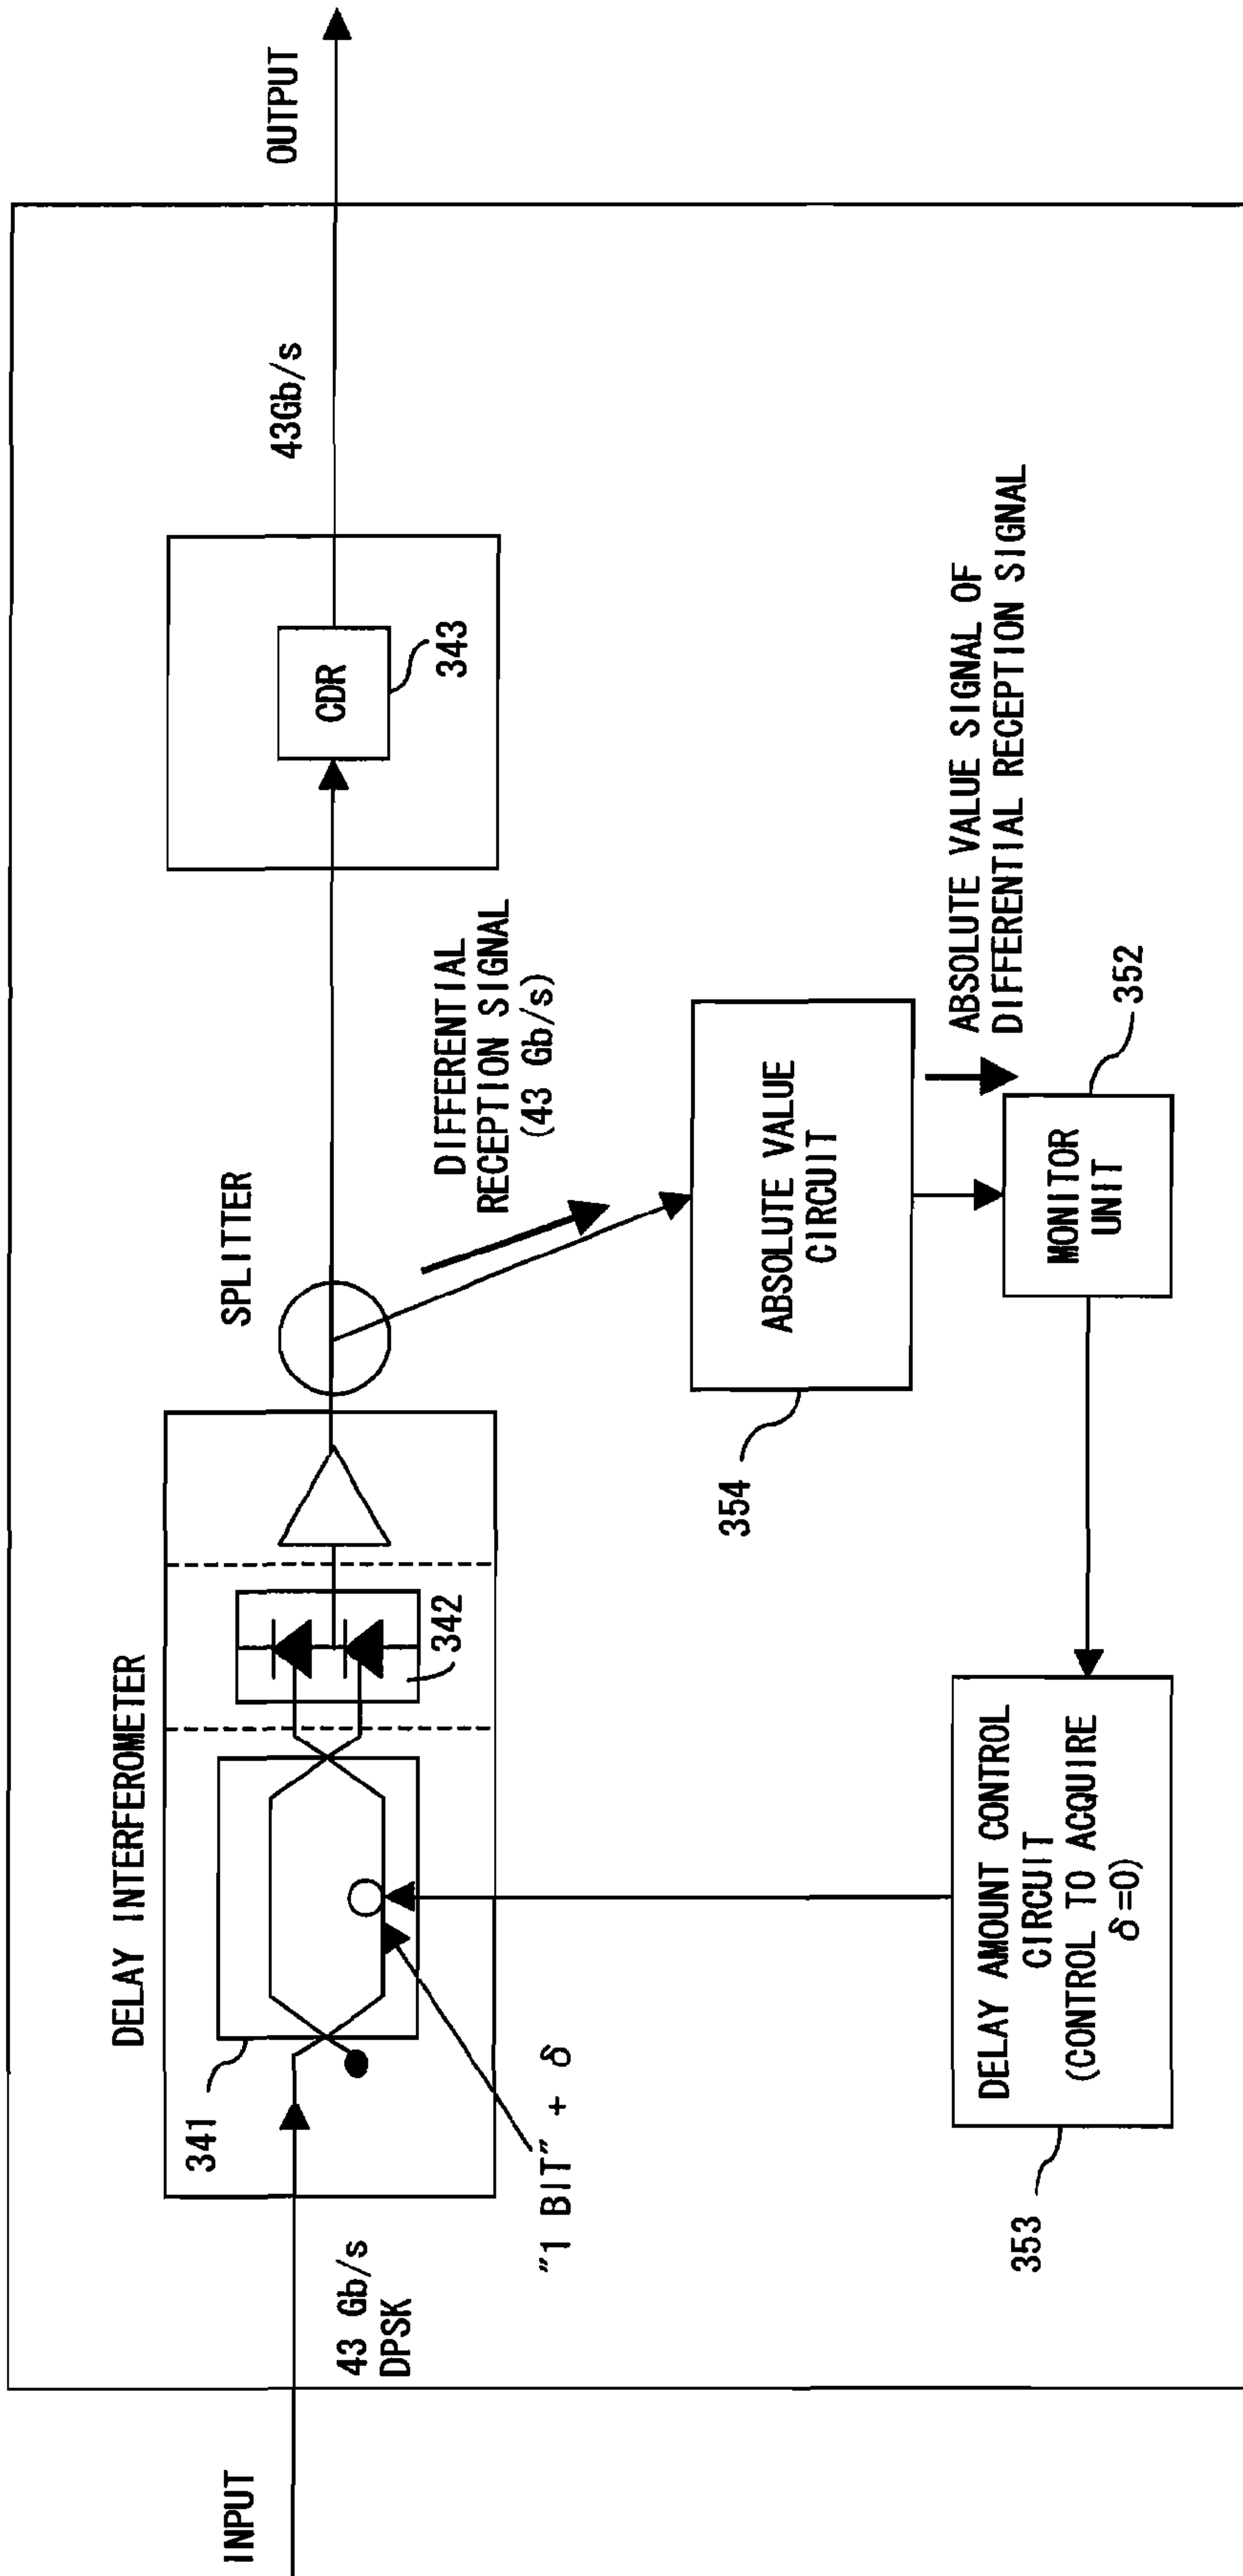 INPUT
43 Gb/s
DPSK
DELAY INTERFEROMETER
341
"1 BIT" + δ
342
SPLITTER
DIFFERENTIAL
RECEPTION SIGNAL
(43 Gb/s)
CDR
343
43Gb/s
OUTPUT
353
DELAY AMOUNT CONTROL
CIRCUIT
(CONTROL TO ACQUIRE
δ=0)
354
ABSOLUTE VALUE
CIRCUIT
MONITOR
UNIT
352
ABSOLUTE VALUE SIGNAL OF
DIFFERENTIAL RECEPTION SIGNAL